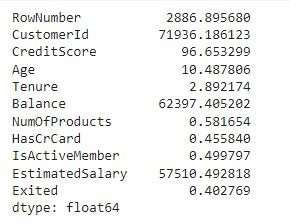 RowNumber 2886.895680
CustomerId 71936.186123
CreditScore 96.653299
Age 10.487806
Tenure 2.892174
Balance 62397.405202
NumOfProducts 0.581654
HasCrCard 0.455840
IsActiveMember 0.499797
EstimatedSalary 57510.492818
Exited 0.402769
dtype: float64